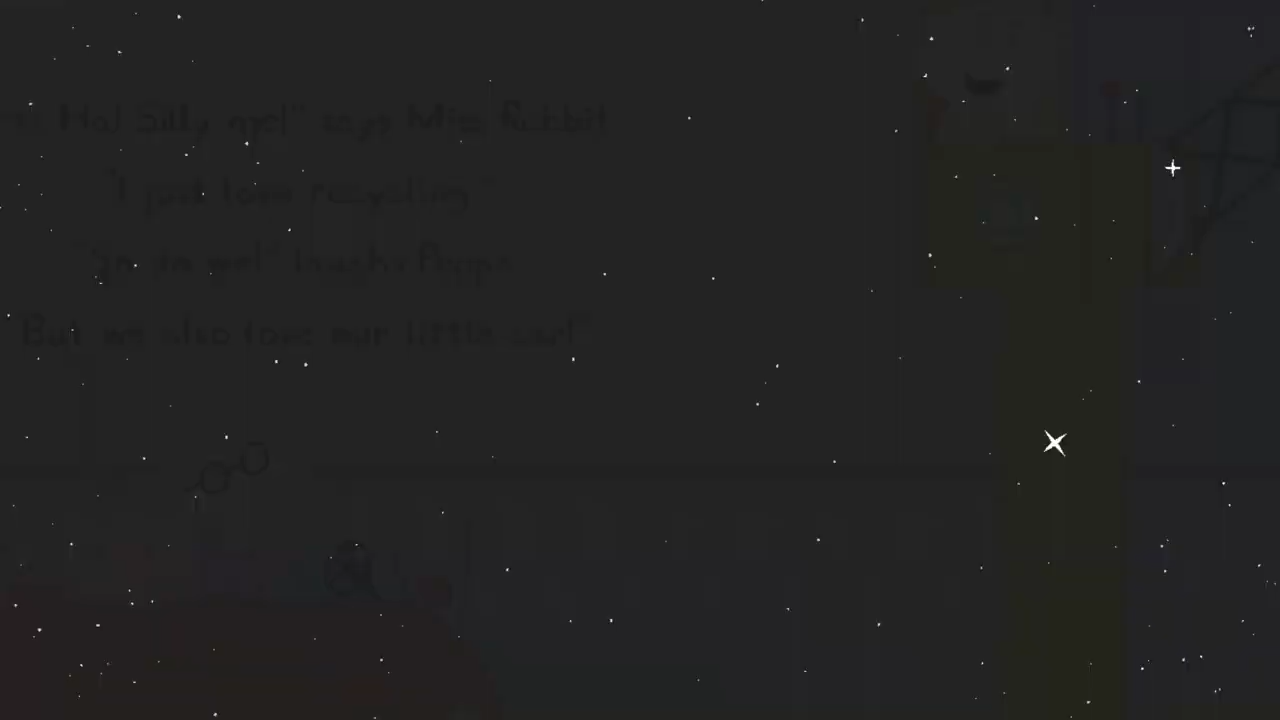 Ha! Silly me!" says Miss Rabbit
"I just love recycling"
"So do we!" laughs Peppa
"But we also love our little car!"